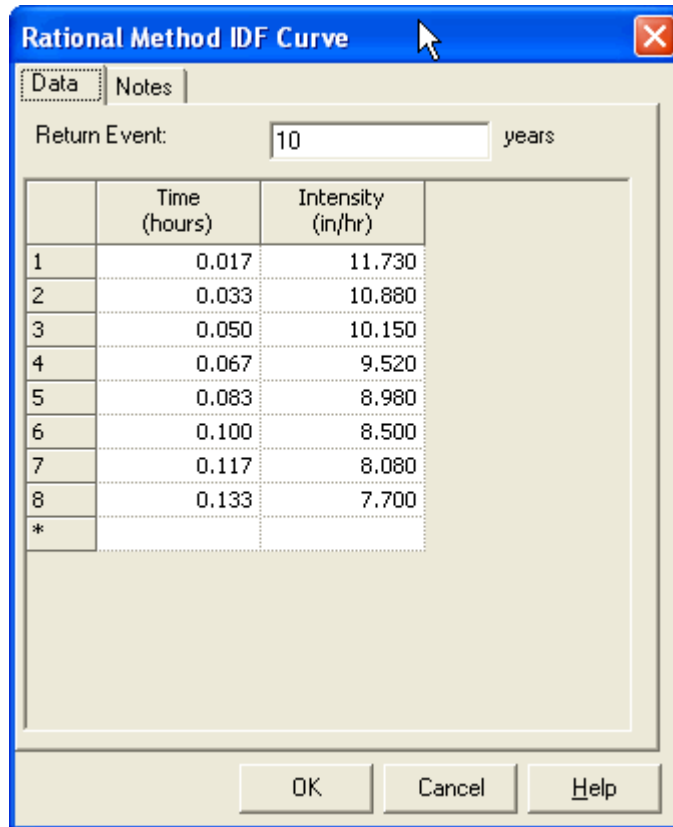 Rational Method IDF Curve
Data Notes
Return Event: 10 years
Time (hours) Intensity (in/hr)
1 0.017 11.730
2 0.033 10.880
3 0.050 10.150
4 0.067 9.520
5 0.083 8.980
6 0.100 8.500
7 0.117 8.080
8 0.133 7.700
*
OK Cancel Help